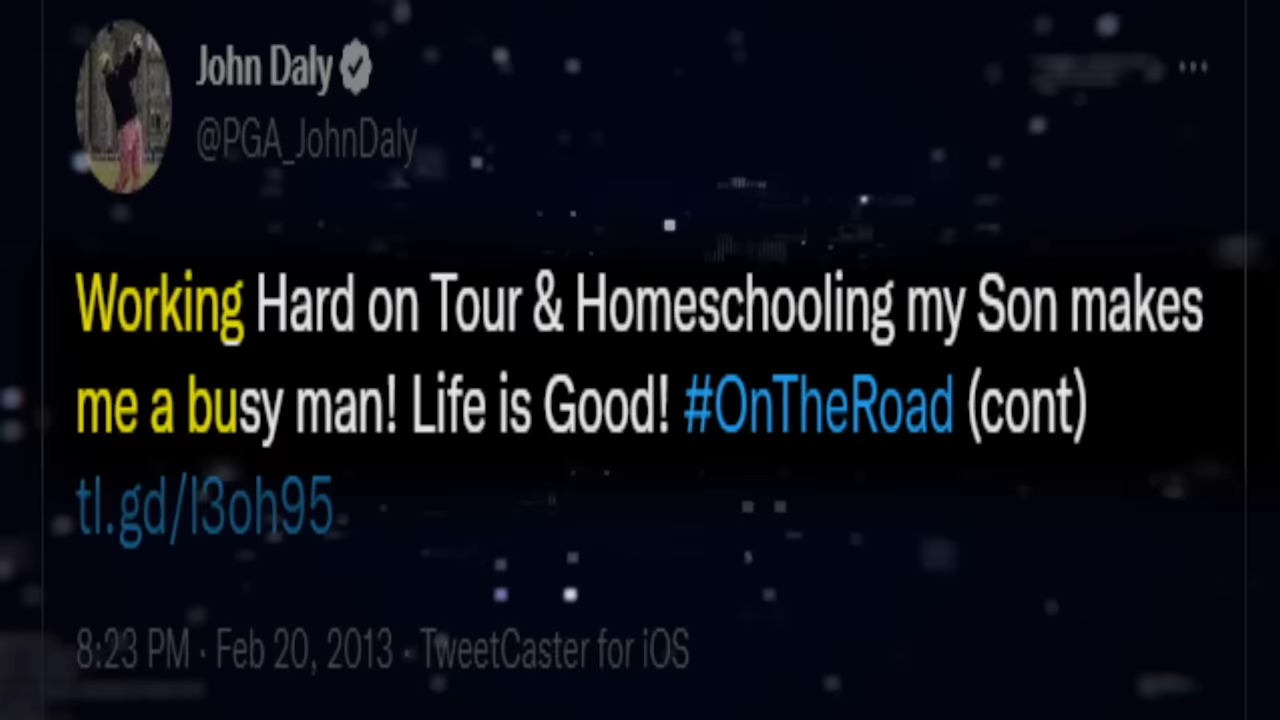 John Daly
@PGA_JohnDaly
Working Hard on Tour & Homeschooling my Son makes
me a busy man! Life is Good! #OnTheRoad (cont)
tl.gd/l3oh95
8:23 PM · Feb 20, 2013 · TweetCaster for iOS